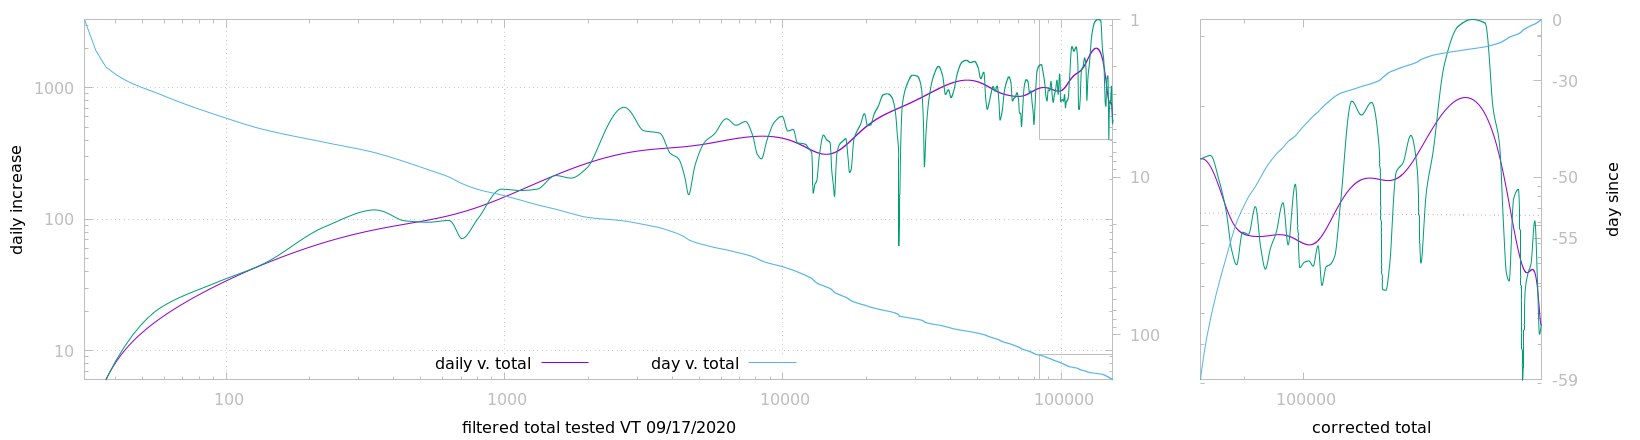 1000
100
10
daily increase
daily v. total
day v. total
100
1000
10000
100000
filtered total tested VT 09/17/2020
1
10
100
0
-30
-50
-55
-59
day since
100000
corrected total